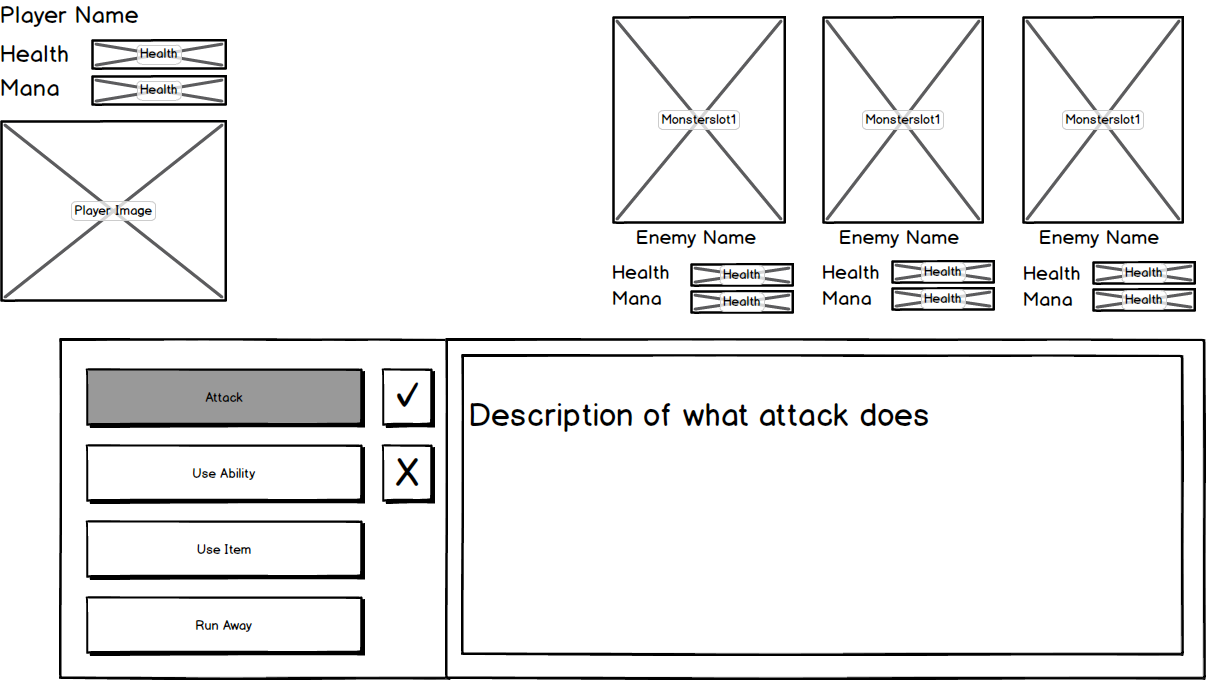 Player Name
Health Health
Mana Health
Player Image
Monsterslot1 Monsterslot1 Monsterslot1
Enemy Name Enemy Name Enemy Name
Health Health Health Health Health Health
Mana Health Mana Health Mana Health
Attack ✓
Use Ability X
Use Item
Run Away
Description of what attack does